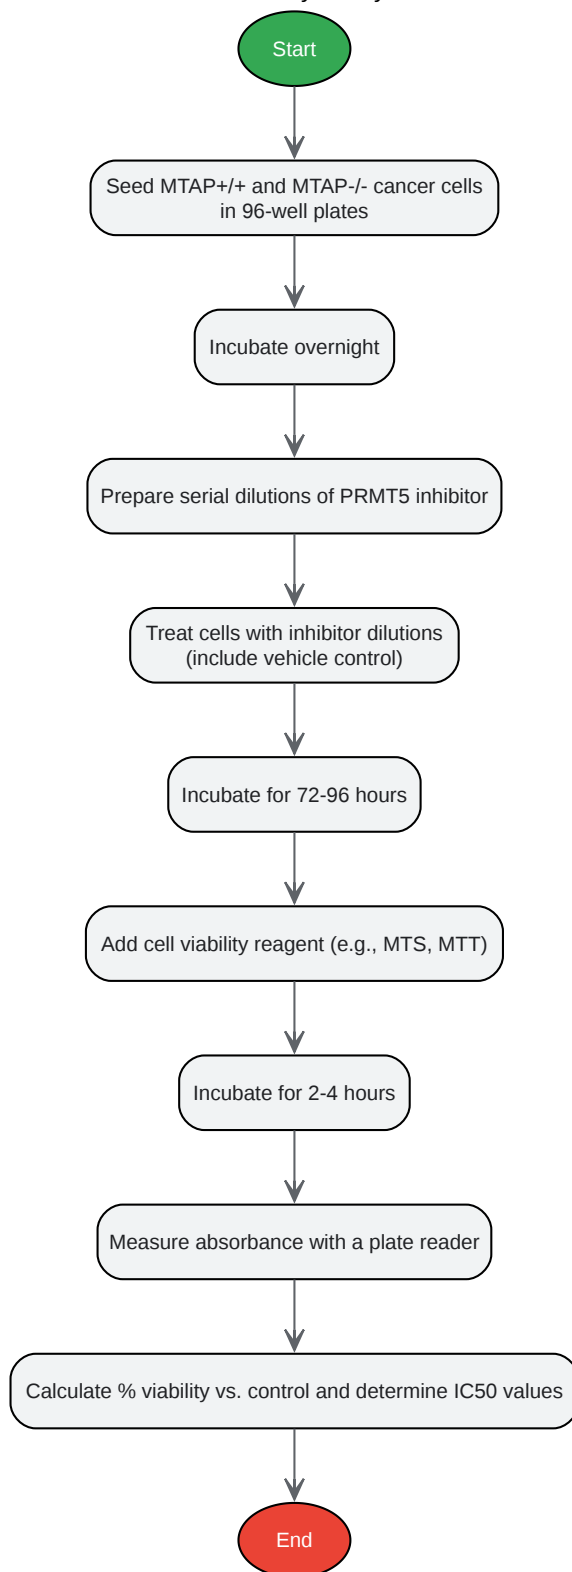 Start
Seed MTAP+/+ and MTAP-/- cancer cells
in 96-well plates
Incubate overnight
Prepare serial dilutions of PRMT5 inhibitor
Treat cells with inhibitor dilutions
(include vehicle control)
Incubate for 72-96 hours
Add cell viability reagent (e.g., MTS, MTT)
Incubate for 2-4 hours
Measure absorbance with a plate reader
Calculate % viability vs. control and determine IC50 values
End